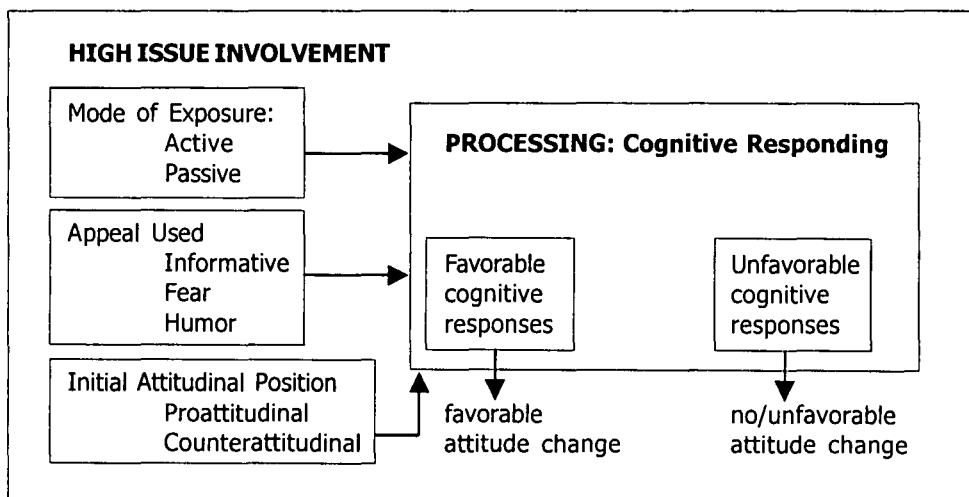 HIGH ISSUE INVOLVEMENT
Mode of Exposure:
Active
Passive
Appeal Used
Informative
Fear
Humor
Initial Attitudinal Position
Proattitudinal
Counterattitudinal
PROCESSING: Cognitive Responding
Favorable
cognitive
responses
Unfavorable
cognitive
responses
favorable
attitude change
no/unfavorable
attitude change